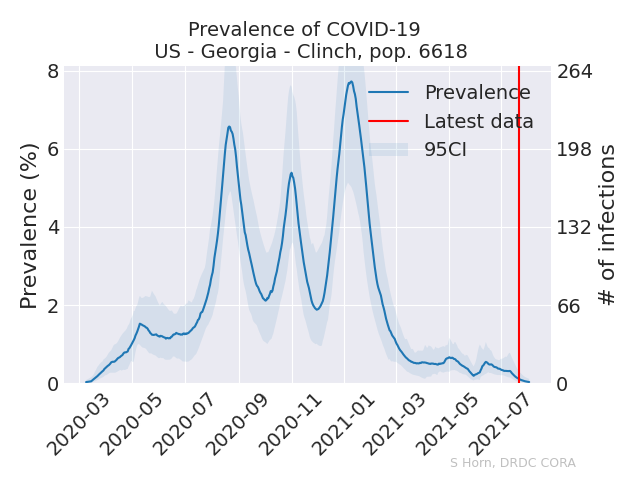 Prevalence of COVID-19
US - Georgia - Clinch, pop. 6618
Prevalence (%)
8
6
4
2
0
Prevalence
Latest data
95CI
264
198
132
66
0
# of infections
2020-03
2020-05
2020-07
2020-09
2020-11
2021-01
2021-03
2021-05
2021-07
S Horn, DRDC CORA